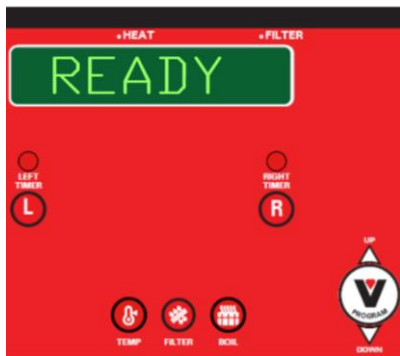 •HEAT •FILTER
READY
LEFT TIMER
RIGHT TIMER
L
R
UP
V
PROGRAM
DOWN
TEMP FILTER BOIL